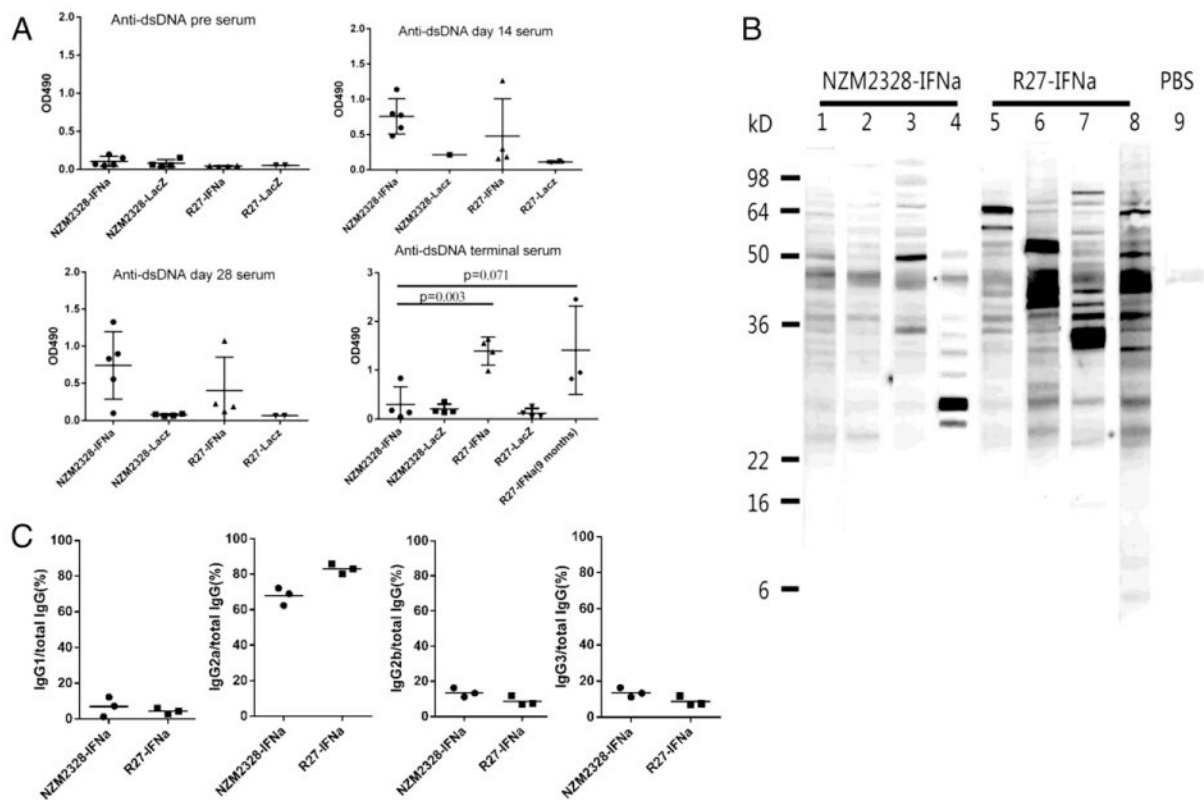 A
Anti-dsDNA pre serum
OD490
2.0
1.5
1.0
0.5
0.0
NZM2328-IFNa
NZM2328-LacZ
R27-IFNa
R27-LacZ
Anti-dsDNA day 14 serum
OD490
2.0
1.5
1.0
0.5
0.0
NZM2328-IFNa
NZM2328-Lacz
R27-IFNa
R27-Lacz
Anti-dsDNA day 28 serum
OD490
2.0
1.5
1.0
0.5
0.0
NZM2328-IFNa
NZM2328-Lacz
R27-IFNa
R27-Lacz
Anti-dsDNA terminal serum
p=0.071
p=0.003
OD490
3
2
1
0
NZM2328-IFNa
NZM2328-LacZ
R27-IFNa
R27-LacZ
R27-IFNa(9 months)
B
NZM2328-IFNa R27-IFNa PBS
kD 1 2 3 4 5 6 7 8 9
98
64
50
36
22
16
6
C
IgG1/total IgG(%)
100
80
60
40
20
0
NZM2328-IFNa
R27-IFNa
IgG2a/total IgG(%)
100
80
60
40
20
0
NZM2328-IFNa
R27-IFNa
IgG2b/total IgG(%)
100
80
60
40
20
0
NZM2328-IFNa
R27-IFNa
IgG3/total IgG(%)
100
80
60
40
20
0
NZM2328-IFNa
R27-IFNa